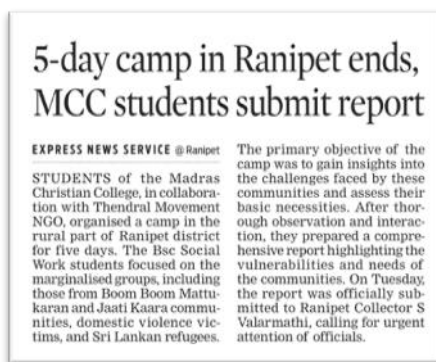 5-day camp in Ranipet ends,
MCC students submit report
EXPRESS NEWS SERVICE @ Ranipet
STUDENTS of the Madras
Christian College, in collabora-
tion with Thendral Movement
NGO, organised a camp in the
rural part of Ranipet district
for five days. The Bsc Social
Work students focused on the
marginalised groups, including
those from Boom Boom Mattu-
karan and Jaati Kaara commu-
nities, domestic violence vic-
tims, and Sri Lankan refugees.
The primary objective of the
camp was to gain insights into
the challenges faced by these
communities and assess their
basic necessities. After thor-
ough observation and interac-
tion, they prepared a compre-
hensive report highlighting the
vulnerabilities and needs of
the communities. On Tuesday,
the report was officially sub-
mitted to Ranipet Collector S
Valarmathi, calling for urgent
attention of officials.